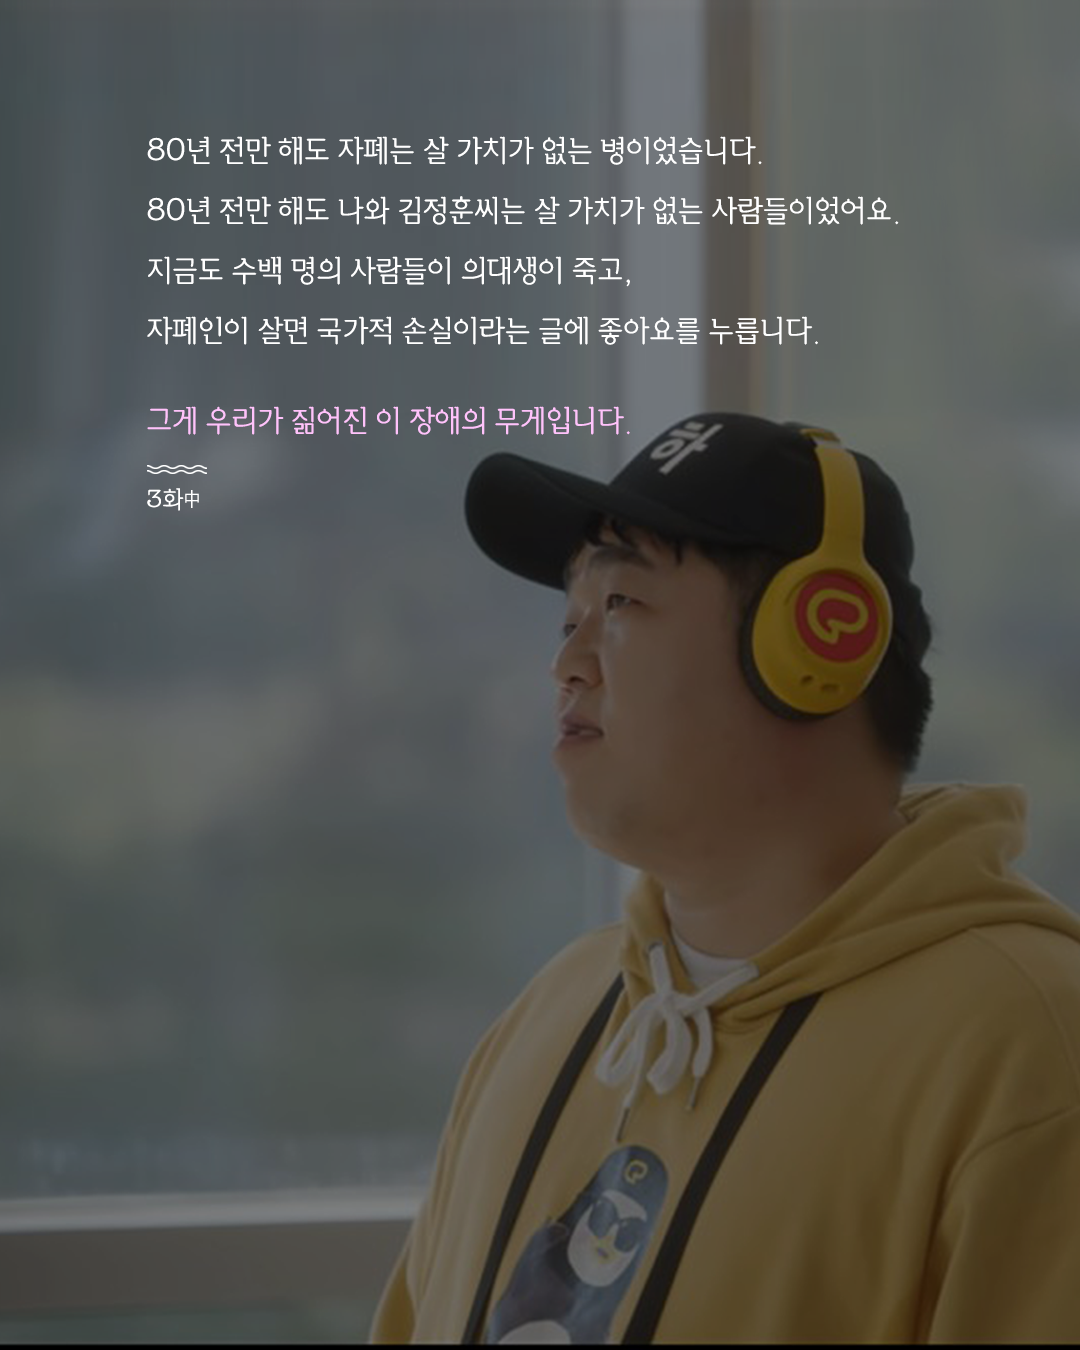 80년 전만 해도 자폐는 살 가치가 없는 병이었습니다.
80년 전만 해도 나와 김정훈씨는 살 가치가 없는 사람들이었어요.
지금도 수백 명의 사람들이 의대생이 죽고,
자폐인이 살면 국가적 손실이라는 글에 좋아요를 누릅니다.
그게 우리가 짊어진 이 장애의 무게입니다.
3화中
하